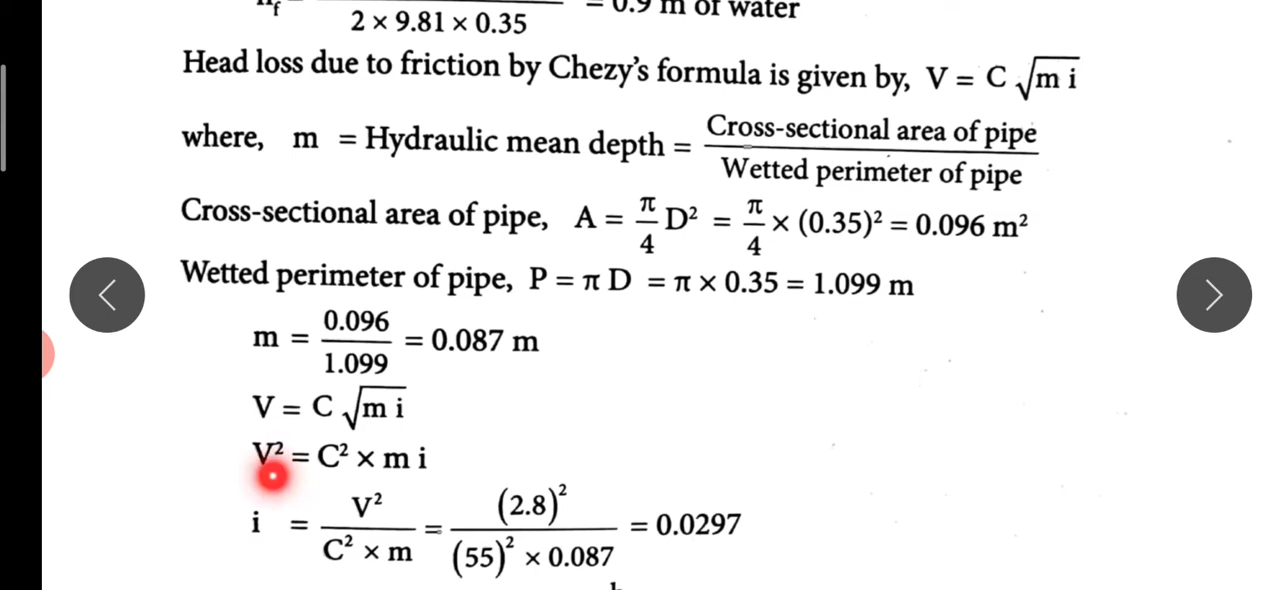 hf
2 × 9.81 × 0.35 = 0.9 m of water
Head loss due to friction by Chezy's formula is given by, V = C √m i
where, m = Hydraulic mean depth = Cross-sectional area of pipe / Wetted perimeter of pipe
Cross-sectional area of pipe, A = π/4 D² = π/4 × (0.35)² = 0.096 m²
Wetted perimeter of pipe, P = π D = π × 0.35 = 1.099 m
m = 0.096 / 1.099 = 0.087 m
V = C √m i
V² = C² × m i
i = V² / C² × m = (2.8)² / (55)² × 0.087 = 0.0297